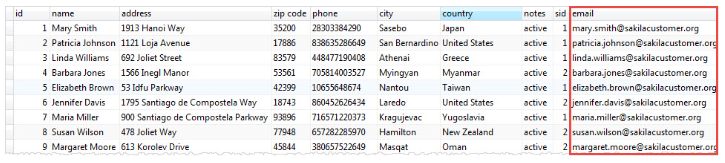 id name address zip code phone city country notes sid email
1 Mary Smith 1913 Hanoi Way 35200 28303384290 Sasebo Japan active 1 mary.smith@sakilacustomer.org
2 Patricia Johnson 1121 Loja Avenue 17886 838635286649 San Bernardino United States active 1 patricia.johnson@sakilacustomer.org
3 Linda Williams 692 Joliet Street 83579 448477190408 Athenai Greece active 1 linda.williams@sakilacustomer.org
4 Barbara Jones 1566 Inegl Manor 53561 705814003527 Myingyan Myanmar active 2 barbara.jones@sakilacustomer.org
5 Elizabeth Brown 53 Idfu Parkway 42399 10655648674 Nantou Taiwan active 1 elizabeth.brown@sakilacustomer.org
6 Jennifer Davis 1795 Santiago de Compostela Way 18743 860452626434 Laredo United States active 2 jennifer.davis@sakilacustomer.org
7 Maria Miller 900 Santiago de Compostela Parkway 93896 716571220373 Kragujevac Yugoslavia active 1 maria.miller@sakilacustomer.org
8 Susan Wilson 478 Joliet Way 77948 657282285970 Hamilton New Zealand active 2 susan.wilson@sakilacustomer.org
9 Margaret Moore 613 Korolev Drive 45844 380657522649 Masqat Oman active 2 margaret.moore@sakilacustomer.org